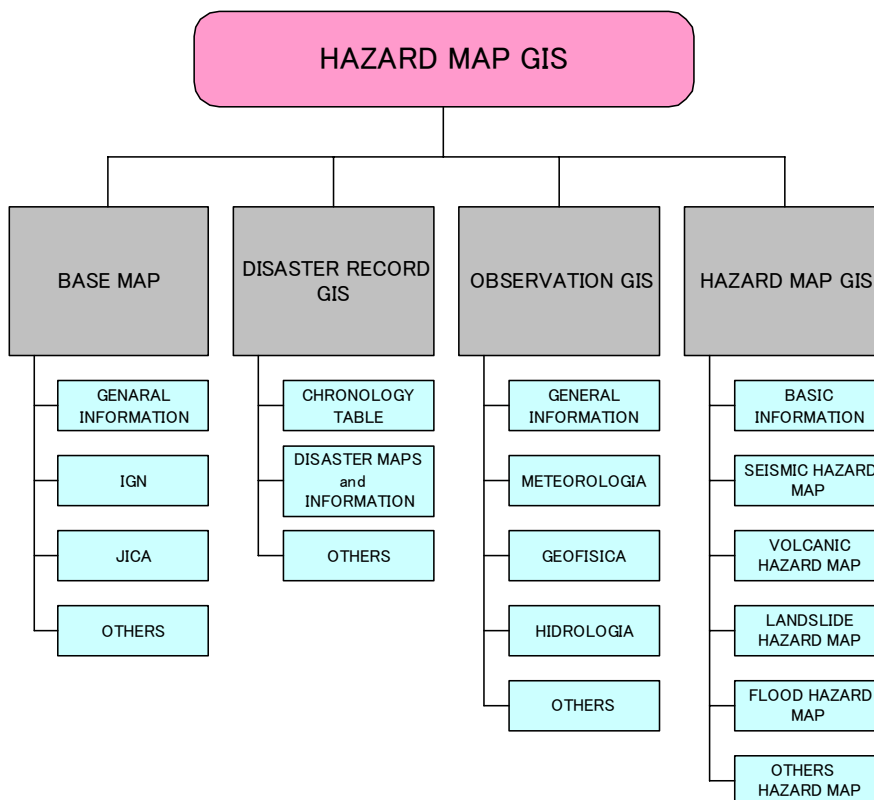 HAZARD MAP GIS
BASE MAP
GENARAL
INFORMATION
IGN
JICA
OTHERS
DISASTER RECORD
GIS
CHRONOLOGY
TABLE
DISASTER MAPS
and
INFORMATION
OTHERS
OBSERVATION GIS
GENERAL
INFORMATION
METEOROLOGIA
GEOFISICA
HIDROLOGIA
OTHERS
HAZARD MAP GIS
BASIC
INFORMATION
SEISMIC HAZARD
MAP
VOLCANIC
HAZARD MAP
LANDSLIDE
HAZARD MAP
FLOOD HAZARD
MAP
OTHERS
HAZARD MAP